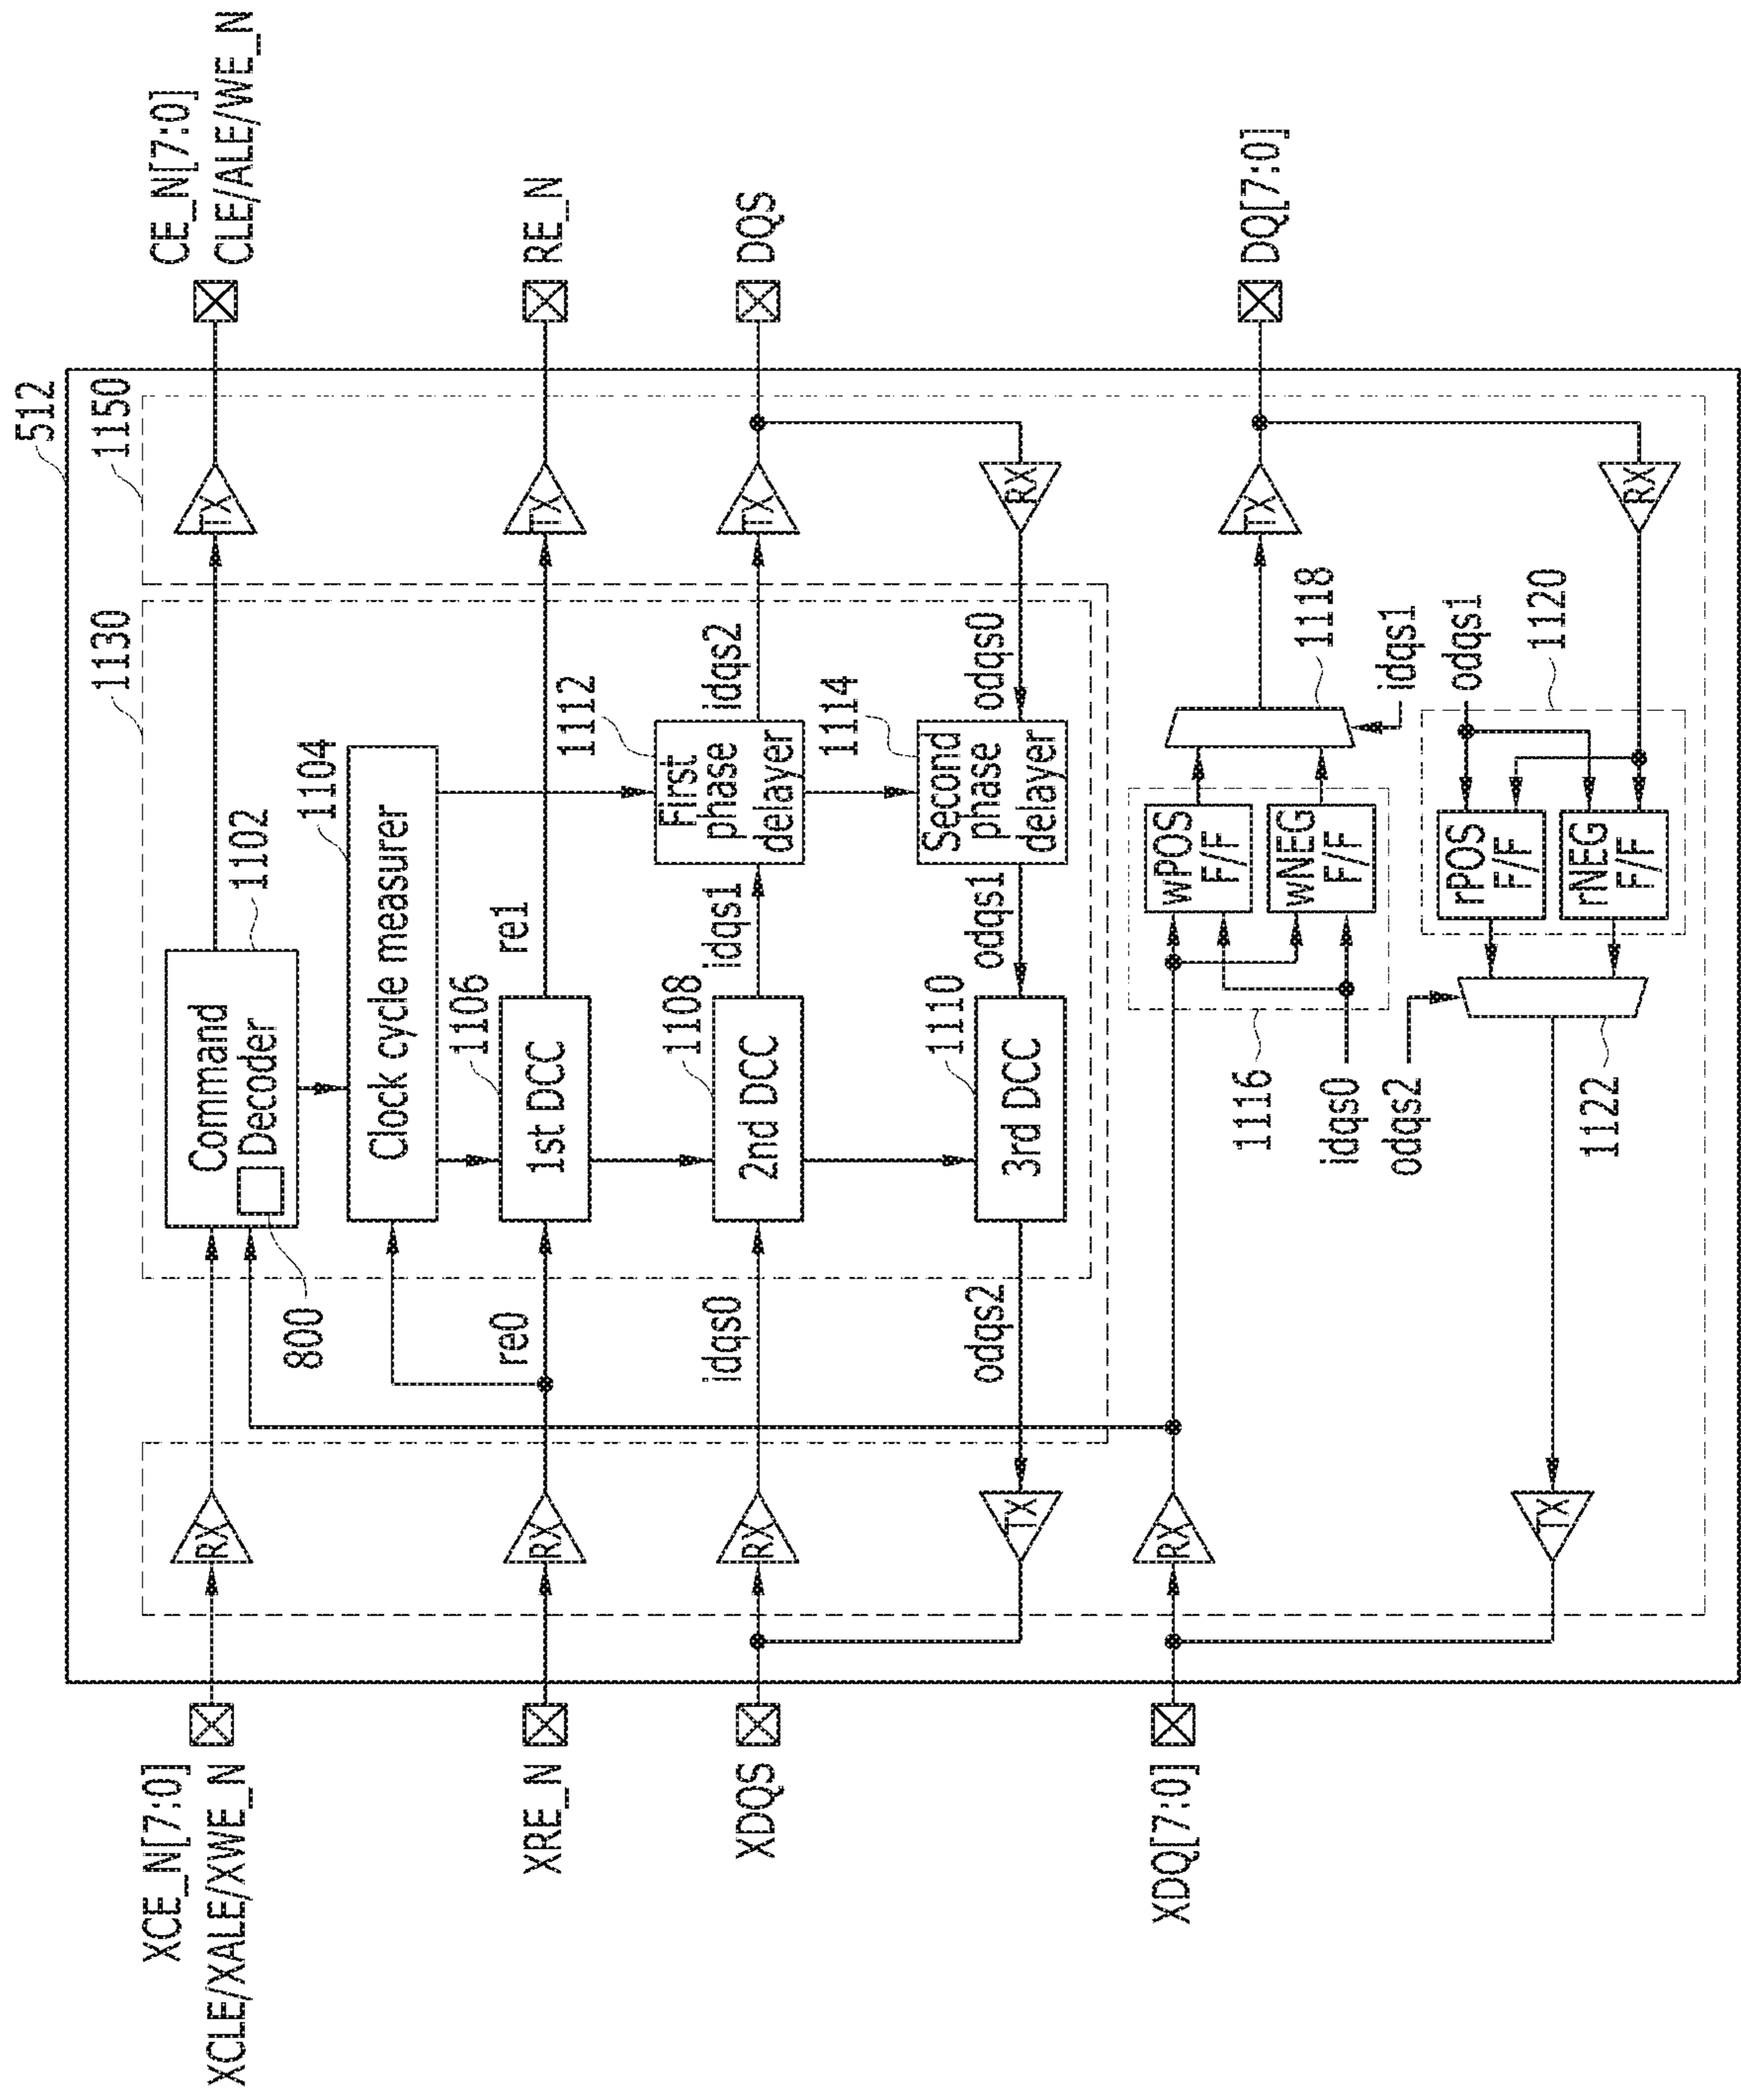 512
1150
1130
XCE_N[7:0]
XCLE/XALE/XWE_N
RX
Command
Decoder
800
1102
TX
CE_N[7:0]
CLE/ALE/WE_N
Clock cycle measurer
1104
XRE_N
RX
re0
1st DCC
1106
re1
TX
RE_N
XDQS
RX
idqs0
2nd DCC
1108
idqs1
First
phase
delayer
1112
idqs2
TX
DQS
TX
odqs2
3rd DCC
1110
odqs1
Second
phase
delayer
1114
odqs0
RX
XDQ[7:0]
RX
1116
wPOS
F/F
wNEG
F/F
idqs0
1118
idqs1
TX
DQ[7:0]
odqs2
odqs1
rPOS
F/F
rNEG
F/F
1120
1122
TX
RX